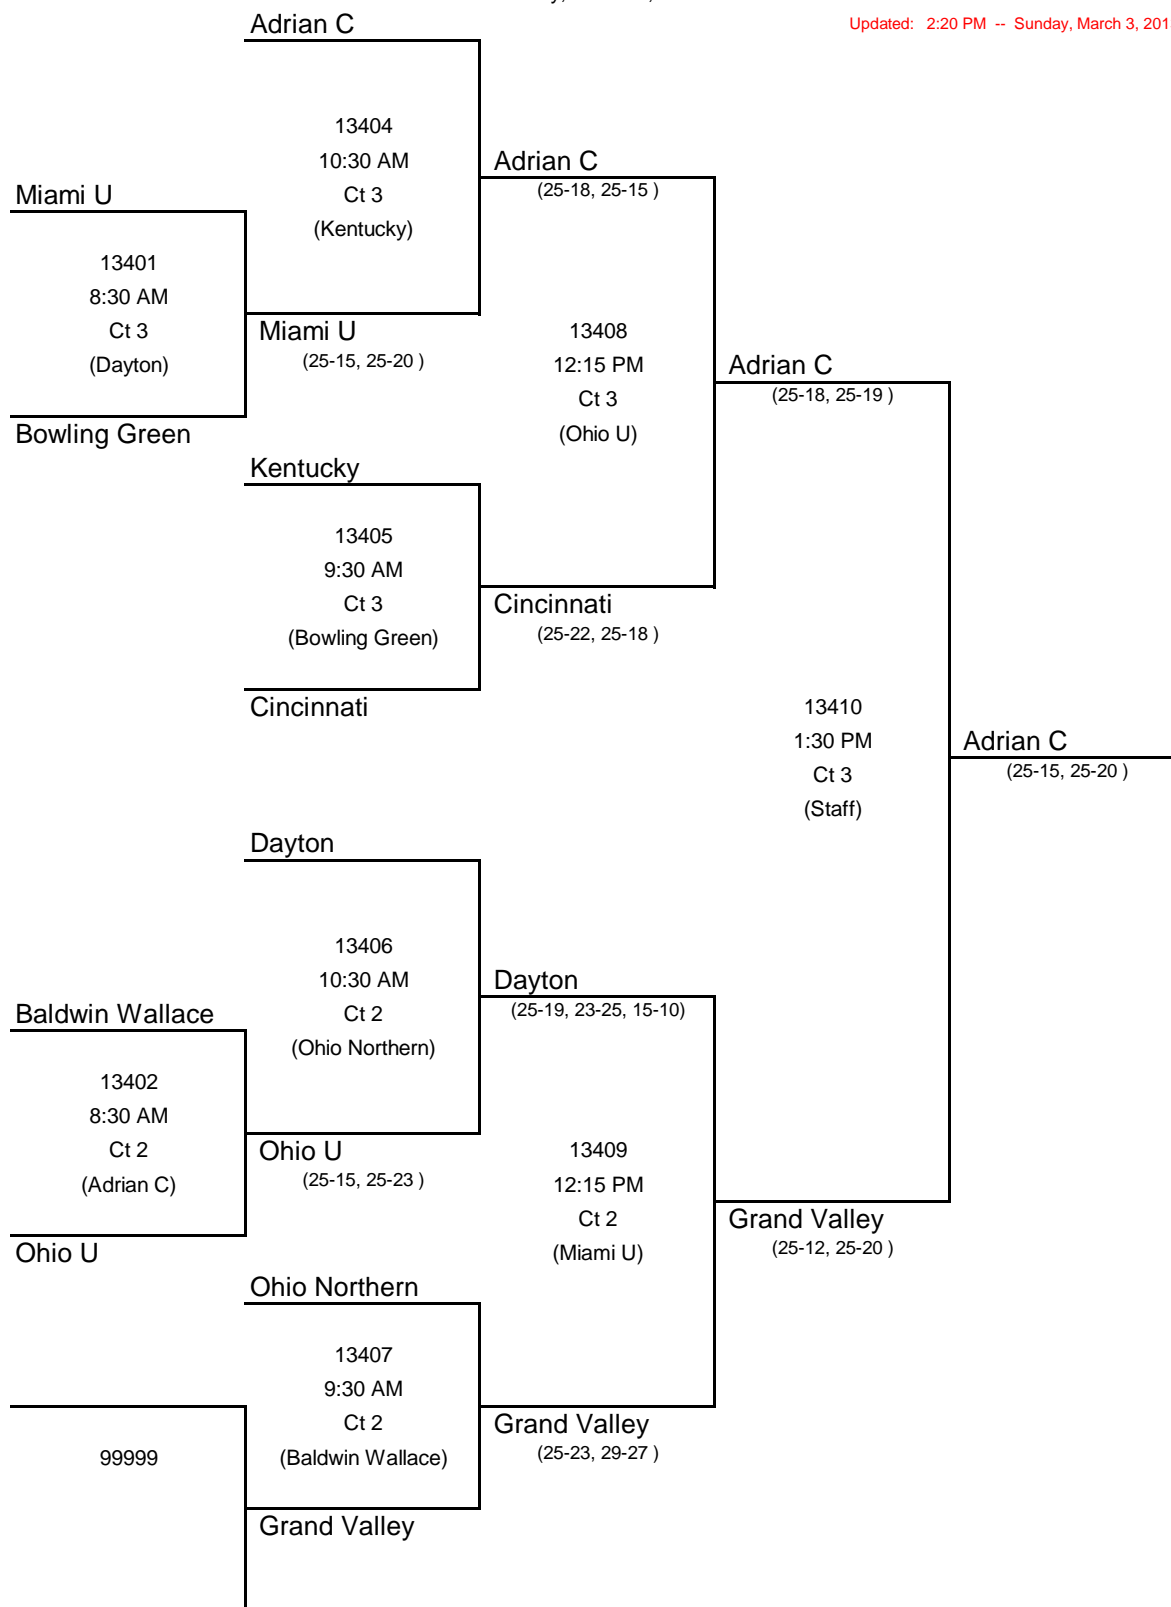 Adrian C
Updated: 2:20 PM -- Sunday, March 3, 201
13404
10:30 AM
Ct 3
(Kentucky)
Adrian C
(25-18, 25-15 )
Miami U
13401
8:30 AM
Ct 3
(Dayton)
Miami U
(25-15, 25-20 )
Bowling Green
13408
12:15 PM
Ct 3
(Ohio U)
Adrian C
(25-18, 25-19 )
Kentucky
13405
9:30 AM
Ct 3
(Bowling Green)
Cincinnati
(25-22, 25-18 )
Cincinnati
13410
1:30 PM
Ct 3
(Staff)
Adrian C
(25-15, 25-20 )
Dayton
13406
10:30 AM
Ct 2
(Ohio Northern)
Dayton
(25-19, 23-25, 15-10)
Baldwin Wallace
13402
8:30 AM
Ct 2
(Adrian C)
Ohio U
(25-15, 25-23 )
Ohio U
13409
12:15 PM
Ct 2
(Miami U)
Grand Valley
(25-12, 25-20 )
Ohio Northern
13407
9:30 AM
Ct 2
(Baldwin Wallace)
Grand Valley
(25-23, 29-27 )
99999
Grand Valley